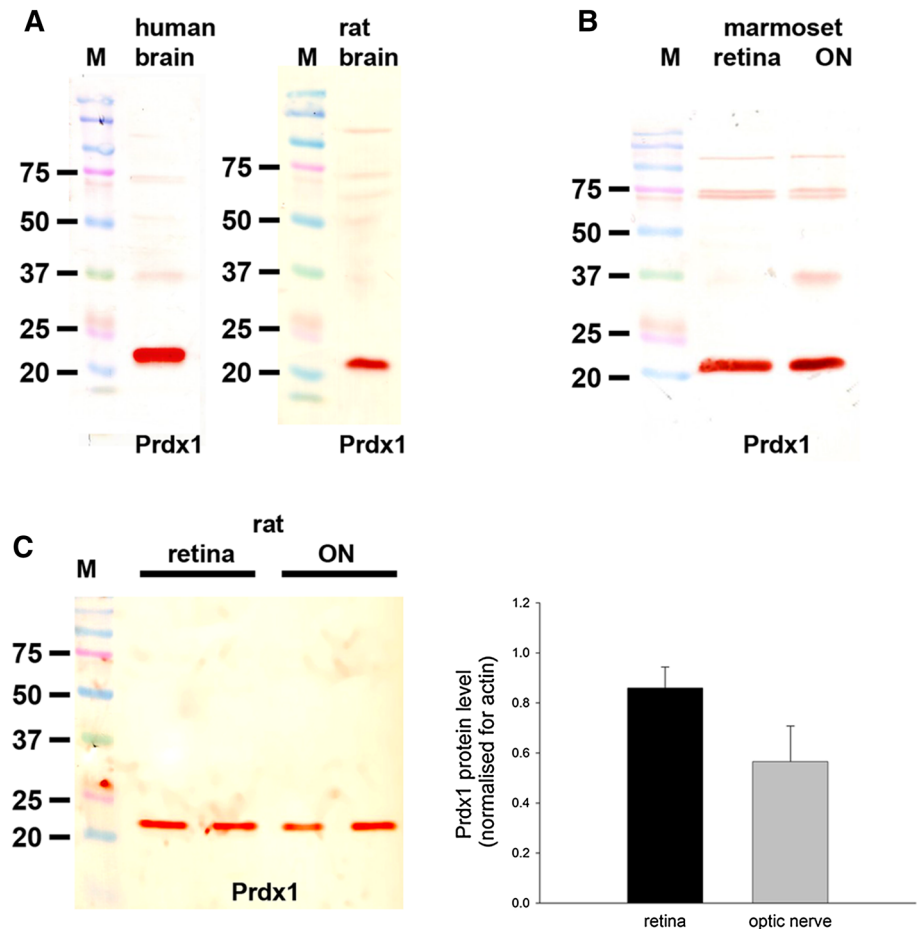 A
human
brain
M
75
50
37
25
20
Prdx1
rat
M brain
75
50
37
25
20
Prdx1
B
marmoset
M retina ON
75
50
37
25
20
Prdx1
C
rat
retina ON
M
75
50
37
25
20
Prdx1
Prdx1 protein level
(normalised for actin)
1.2
1.0
0.8
0.6
0.4
0.2
0.0
retina optic nerve